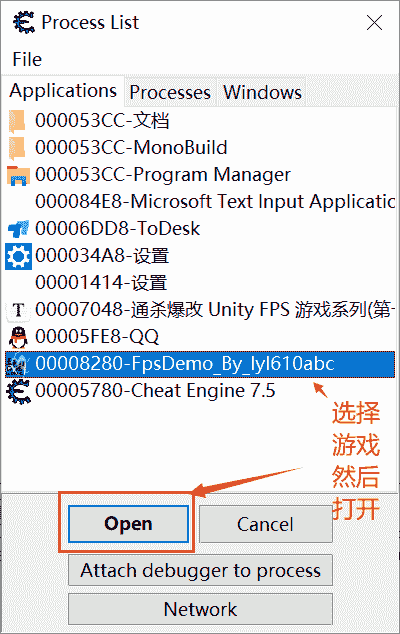 Process List
File
Applications
Processes
Windows
000053CC-文档
000053CC-MonoBuild
000053CC-Program Manager
000084E8-Microsoft Text Input Applicatio
00006DD8-ToDesk
000034A8-设置
00001414-设置
T
00007048-通杀爆改 Unity FPS 游戏系列(第一
00005FE8-QQ
00008280-FpsDemo_By_lyl610abc
00005780-Cheat Engine 7.5
选择
游戏
然后
打开
Open
Cancel
Attach debugger to process
Network